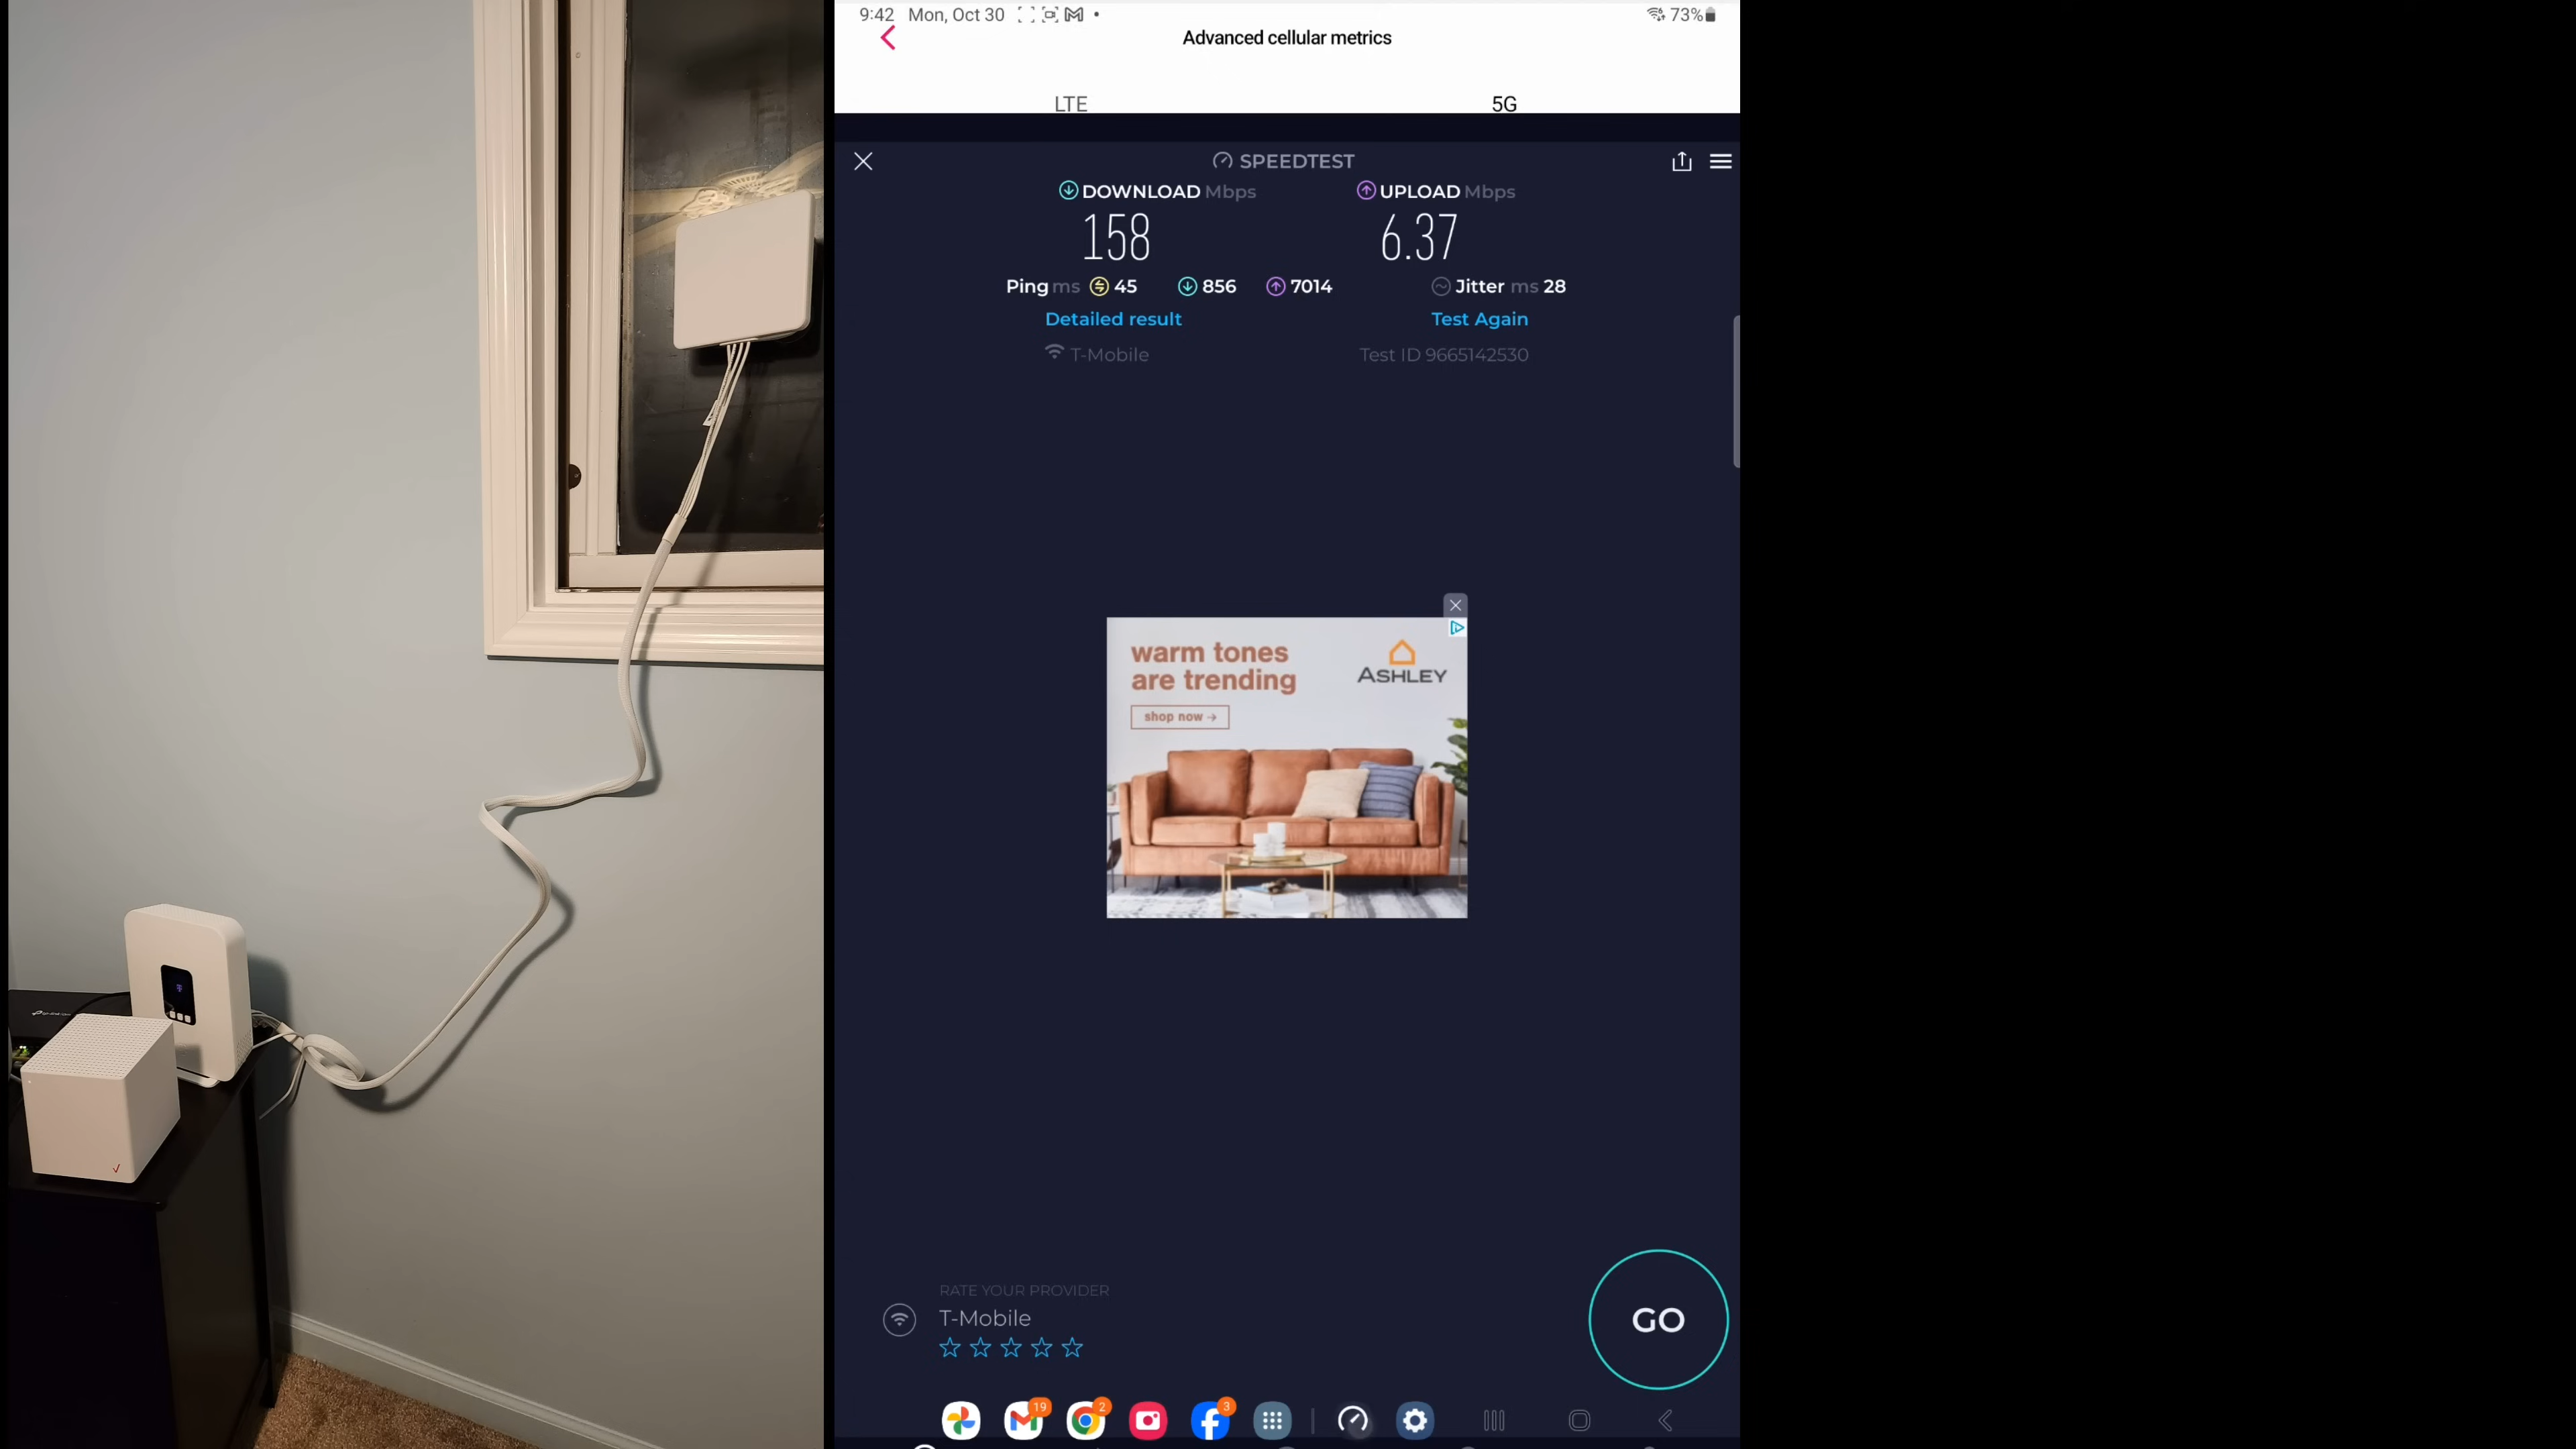 9:42 Mon, Oct 30
73%
Advanced cellular metrics
LTE 5G
SPEEDTEST
DOWNLOAD Mbps UPLOAD Mbps
158 6.37
Ping ms 45 856 7014 Jitter ms 28
Detailed result Test Again
T-Mobile Test ID 9665142530
warm tones
are trending
ASHLEY
shop now →
RATE YOUR PROVIDER
T-Mobile
GO
19 2 3